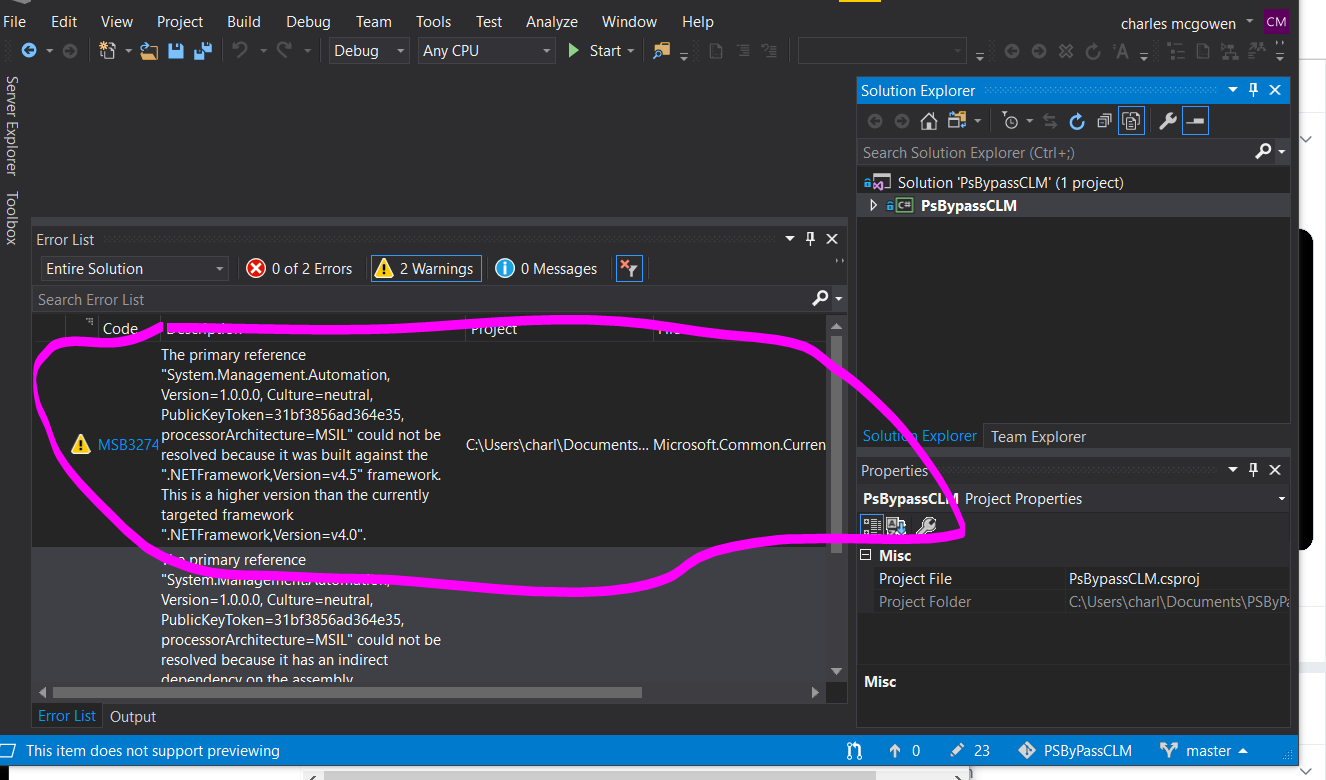 File Edit View Project Build Debug Team Tools Test Analyze Window Help
charles mcgowen CM
Debug Any CPU Start
Server Explorer
Toolbox
Solution Explorer
Search Solution Explorer (Ctrl+;)
Solution 'PsBypassCLM' (1 project)
C# PsBypassCLM
Error List
Entire Solution 0 of 2 Errors 2 Warnings 0 Messages
Search Error List
Code Description Project
The primary reference
"System.Management.Automation,
Version=1.0.0.0, Culture=neutral,
PublicKeyToken=31bf3856ad364e35,
processorArchitecture=MSIL" could not be
resolved because it was built against the
".NETFramework,Version=v4.5" framework.
This is a higher version than the currently
targeted framework
".NETFramework,Version=v4.0".
MSB3274
C:\Users\charl\Documents... Microsoft.Common.Curren
The primary reference
"System.Management.Automation,
Version=1.0.0.0, Culture=neutral,
PublicKeyToken=31bf3856ad364e35,
processorArchitecture=MSIL" could not be
resolved because it has an indirect
dependency on the assembly
Error List Output
Solution Explorer Team Explorer
Properties
PsBypassCLM Project Properties
Misc
Project File PsBypassCLM.csproj
Project Folder C:\Users\charl\Documents\PSByPa
Misc
This item does not support previewing
0 23 PSByPassCLM master